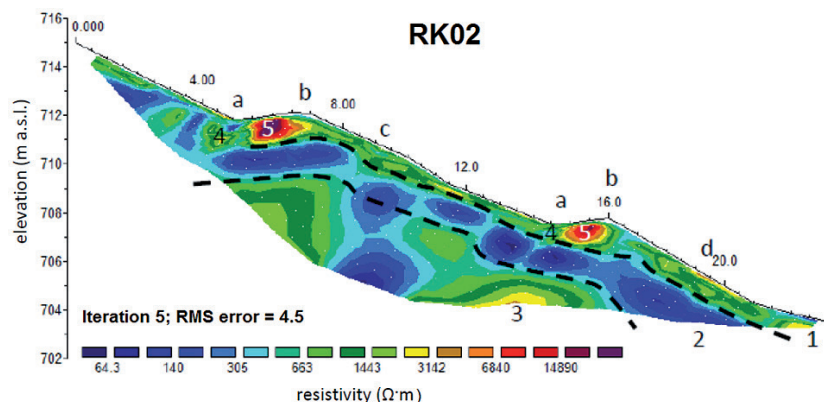 RK02
716
714
712
710
708
706
704
702
elevation (m a.s.l.)
0.000
4.00
a
b
8.00
c
4
5
12.0
a
b
16.0
4
5
d
20.0
3
2
1
Iteration 5; RMS error = 4.5
64.3 140 305 663 1443 3142 6840 14890
resistivity (Ω·m)